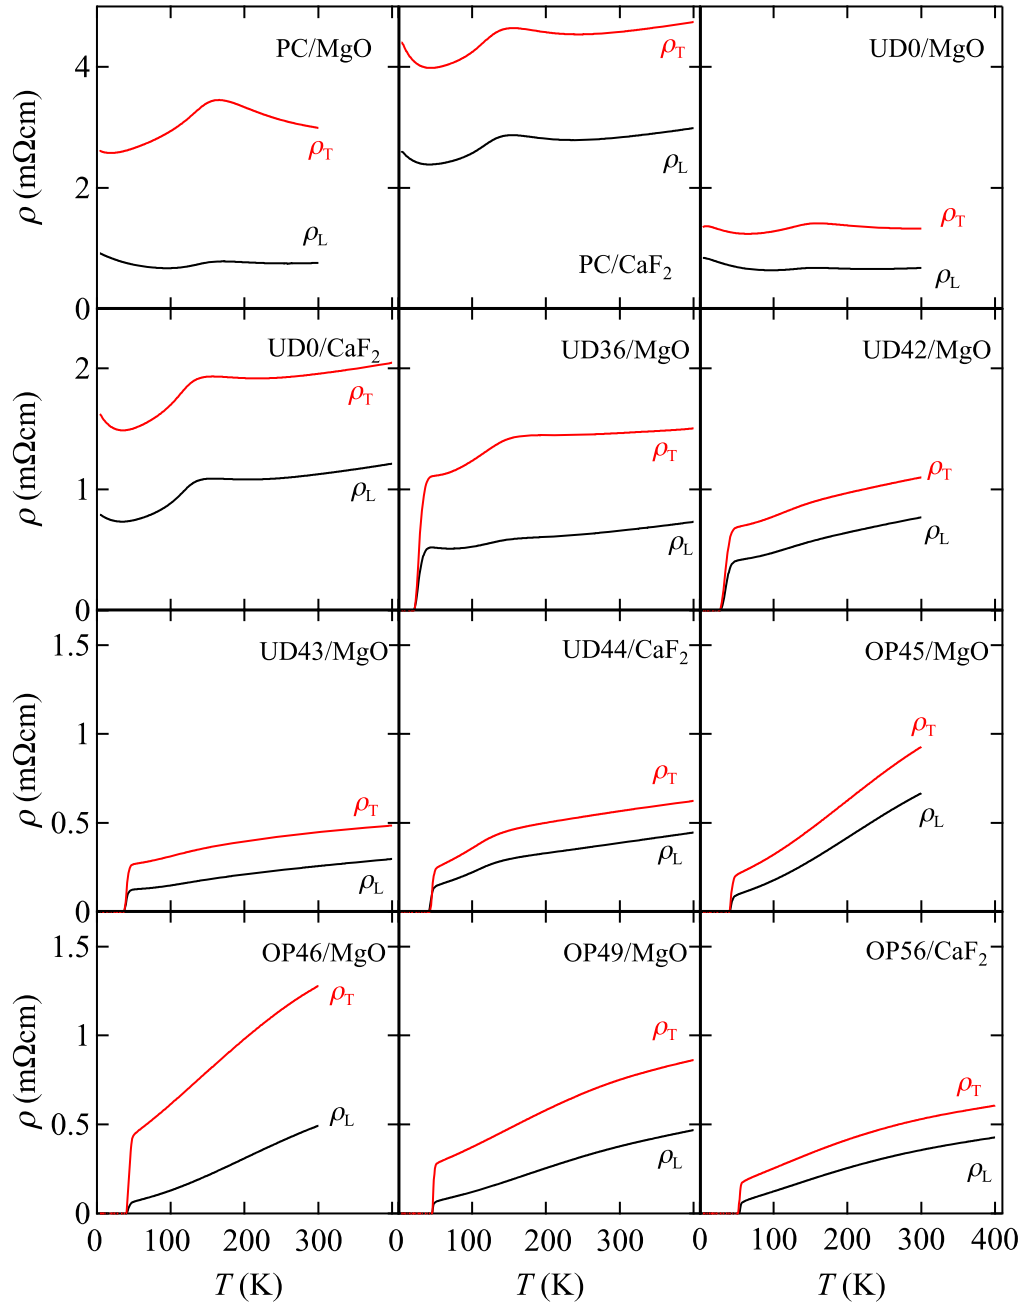 PC/MgO
ρT
ρL
4
2
0
ρ (mΩcm)
ρT
ρL
PC/CaF2
UD0/MgO
ρT
ρL
UD0/CaF2
ρT
ρL
2
1
0
ρ (mΩcm)
UD36/MgO
ρT
ρL
UD42/MgO
ρT
ρL
UD43/MgO
ρT
ρL
1.5
1
0.5
0
ρ (mΩcm)
UD44/CaF2
ρT
ρL
OP45/MgO
ρT
ρL
OP46/MgO
ρT
ρL
1.5
1
0.5
0
ρ (mΩcm)
OP49/MgO
ρT
ρL
OP56/CaF2
ρT
ρL
0 100 200 300 0 100 200 300 0 100 200 300 400
T (K) T (K) T (K)